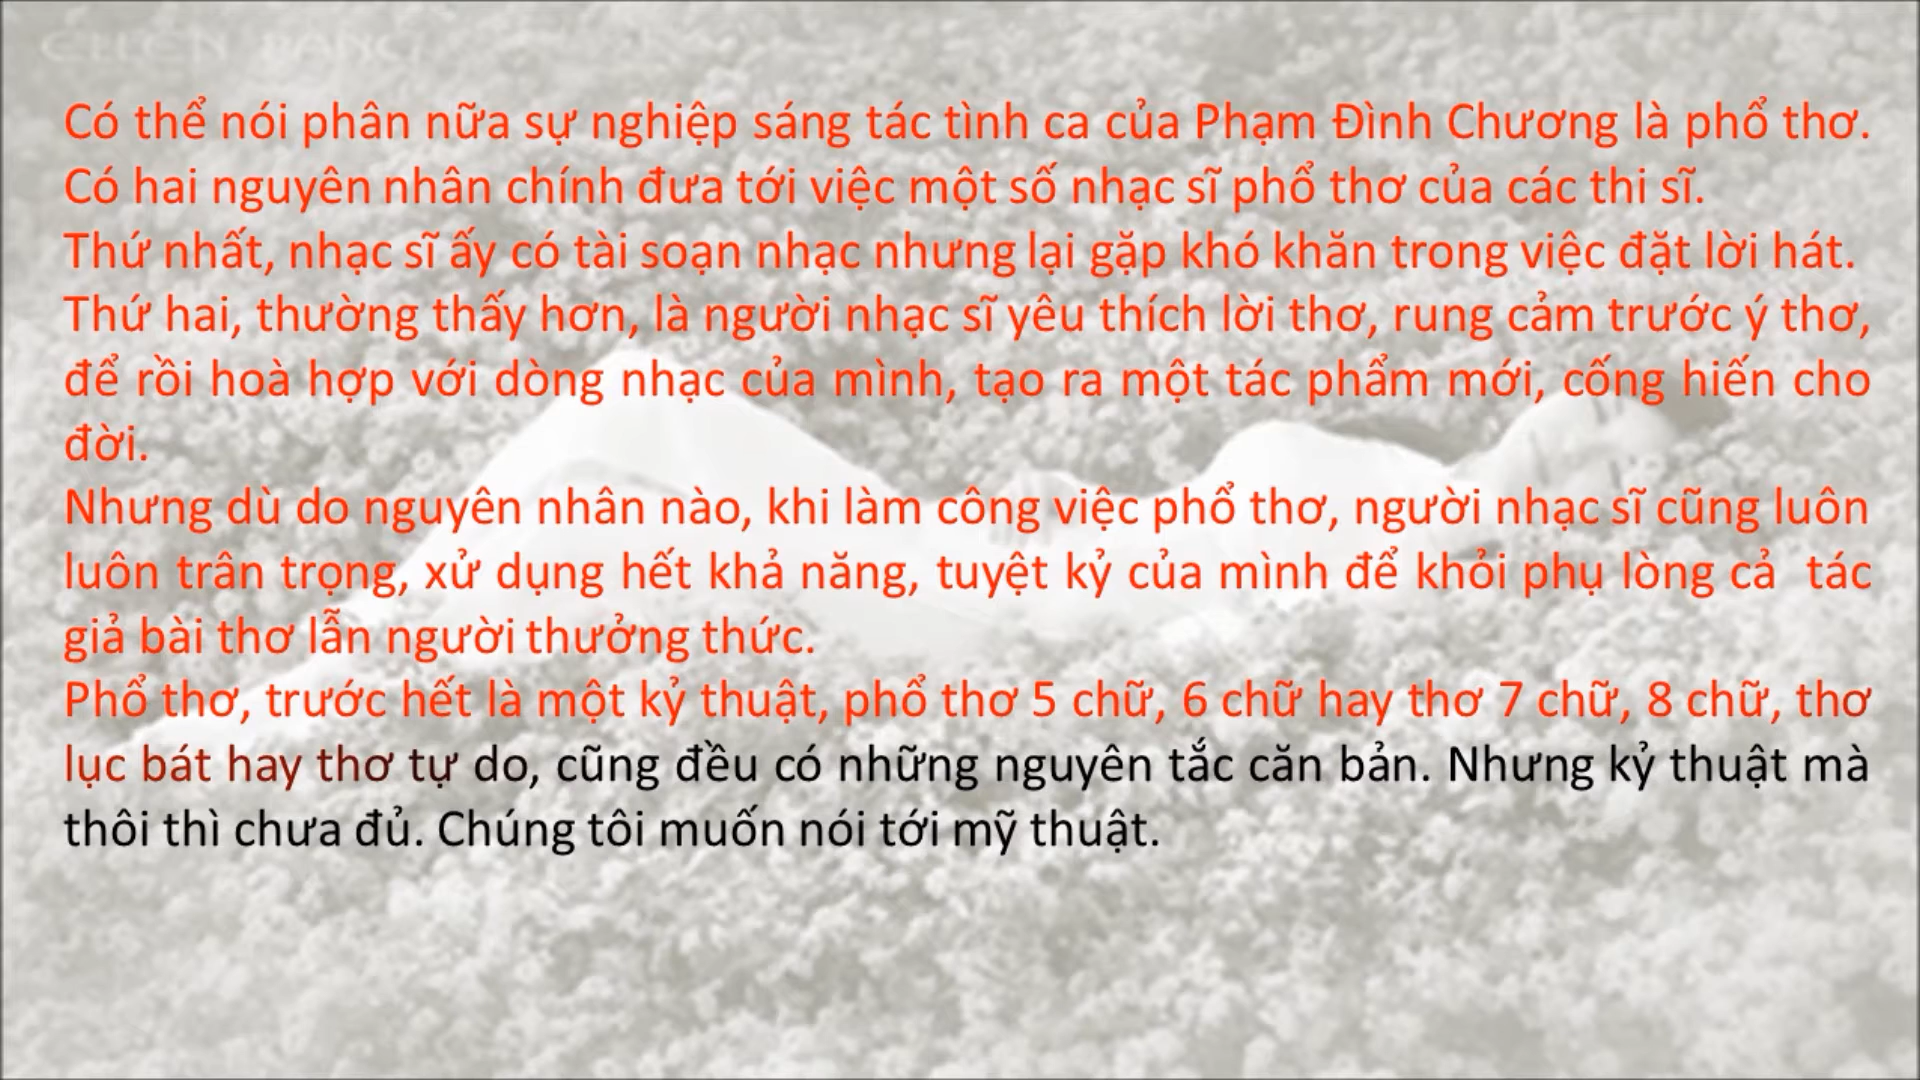 Có thể nói phân nữa sự nghiệp sáng tác tình ca của Phạm Đình Chương là phổ thơ.
Có hai nguyên nhân chính đưa tới việc một số nhạc sĩ phổ thơ của các thi sĩ.
Thứ nhất, nhạc sĩ ấy có tài soạn nhạc nhưng lại gặp khó khăn trong việc đặt lời hát.
Thứ hai, thường thấy hơn, là người nhạc sĩ yêu thích lời thơ, rung cảm trước ý thơ,
để rồi hoà hợp với dòng nhạc của mình, tạo ra một tác phẩm mới, cống hiến cho
đời.
Nhưng dù do nguyên nhân nào, khi làm công việc phổ thơ, người nhạc sĩ cũng luôn
luôn trân trọng, xử dụng hết khả năng, tuyệt kỷ của mình để khỏi phụ lòng cả tác
giả bài thơ lẫn người thưởng thức.
Phổ thơ, trước hết là một kỷ thuật, phổ thơ 5 chữ, 6 chữ hay thơ 7 chữ, 8 chữ, thơ
lục bát hay thơ tự do, cũng đều có những nguyên tắc căn bản. Nhưng kỷ thuật mà
thôi thì chưa đủ. Chúng tôi muốn nói tới mỹ thuật.